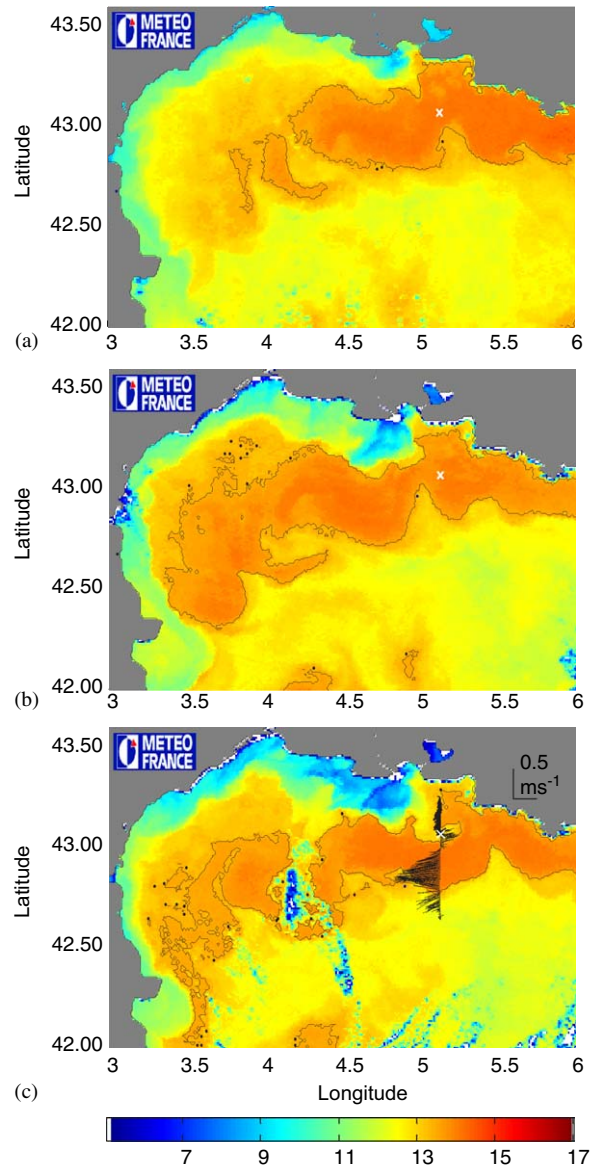 43.50
METEO
FRANCE
43.00
Latitude
42.50
42.00
(a)
3 3.5 4 4.5 5 5.5 6
43.50
METEO
FRANCE
43.00
Latitude
42.50
42.00
(b)
3 3.5 4 4.5 5 5.5 6
43.50
METEO
FRANCE
0.5
ms-1
43.00
Latitude
42.50
42.00
3 3.5 4 4.5 5 5.5 6
(c)
Longitude
7 9 11 13 15 17